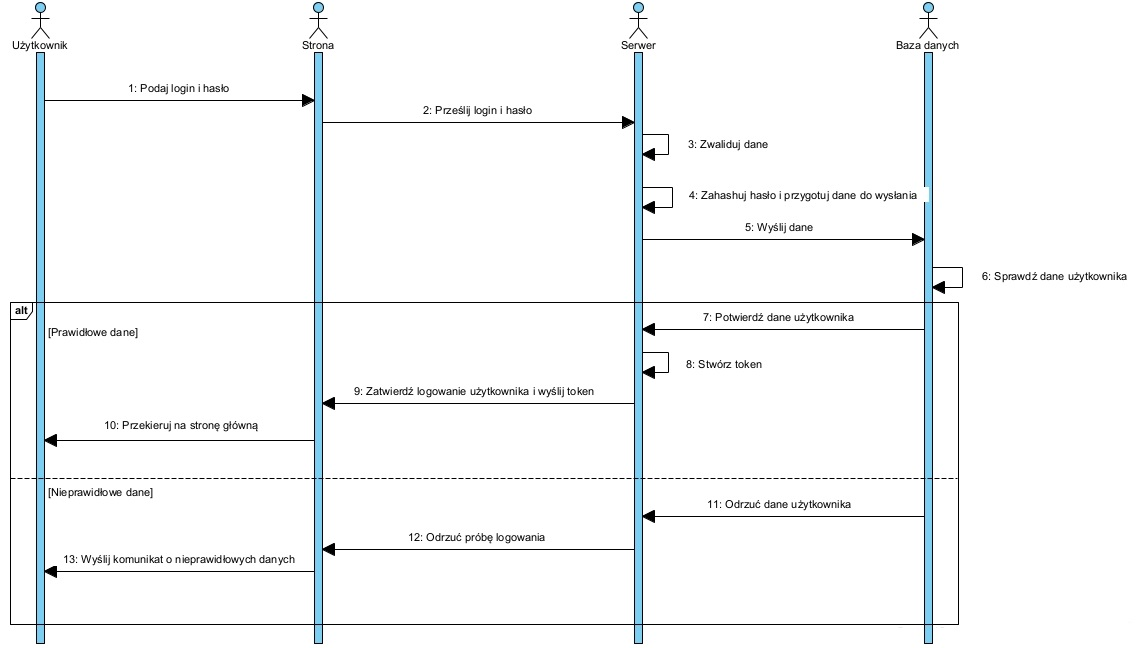 Użytkownik
Strona
Serwer
Baza danych
1: Podaj login i hasło
2: Prześlij login i hasło
3: Zwaliduj dane
4: Zahashuj hasło i przygotuj dane do wysłania
5: Wyślij dane
6: Sprawdź dane użytkownika
alt
7: Potwierdź dane użytkownika
[Prawidłowe dane]
8: Stwórz token
9: Zatwierdź logowanie użytkownika i wyślij token
10: Przekieruj na stronę główną
[Nieprawidłowe dane]
11: Odrzuć dane użytkownika
12: Odrzuć próbę logowania
13: Wyślij komunikat o nieprawidłowych danych